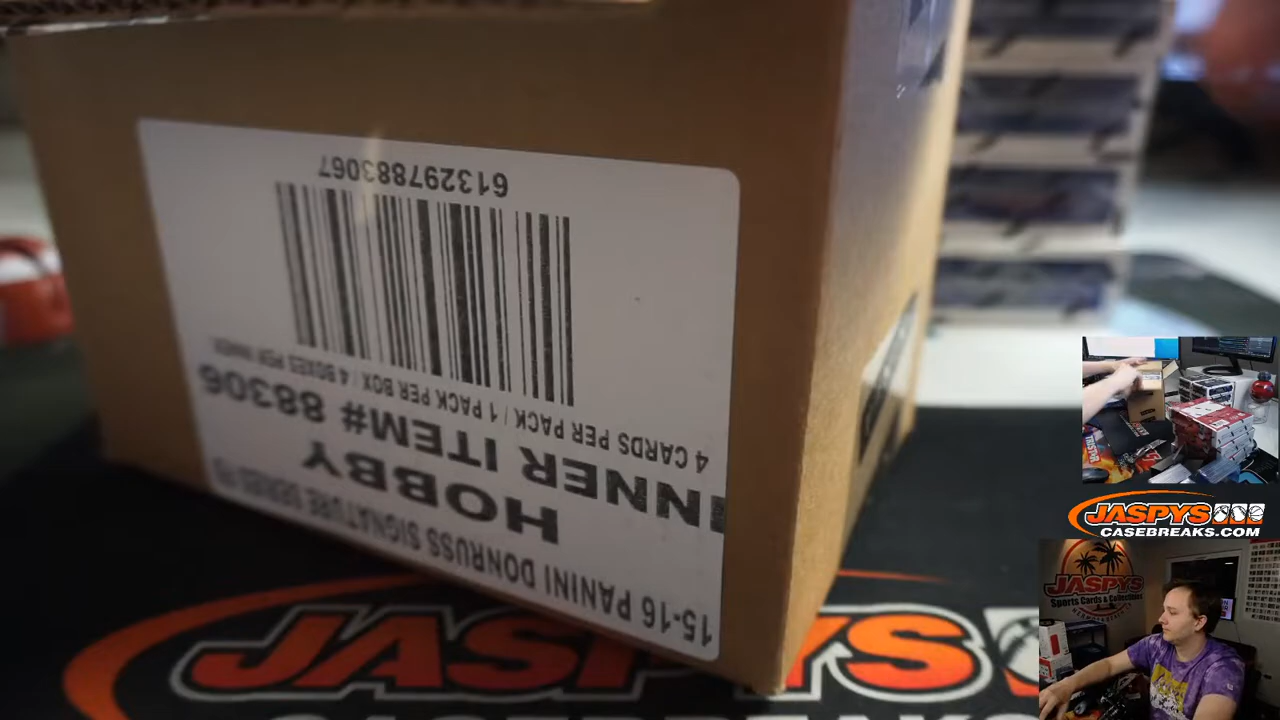 15-16 PANINI DONRUSS SIGNATURE SERIES
HOBBY
INNER ITEM# 88306
4 CARDS PER PACK / 1 PACK PER BOX / 4 BOXES PER INNER
613297883067
JASPYS
JASPYS
CASEBREAKS.COM
JASPYS
Sports Cards & Collectibles